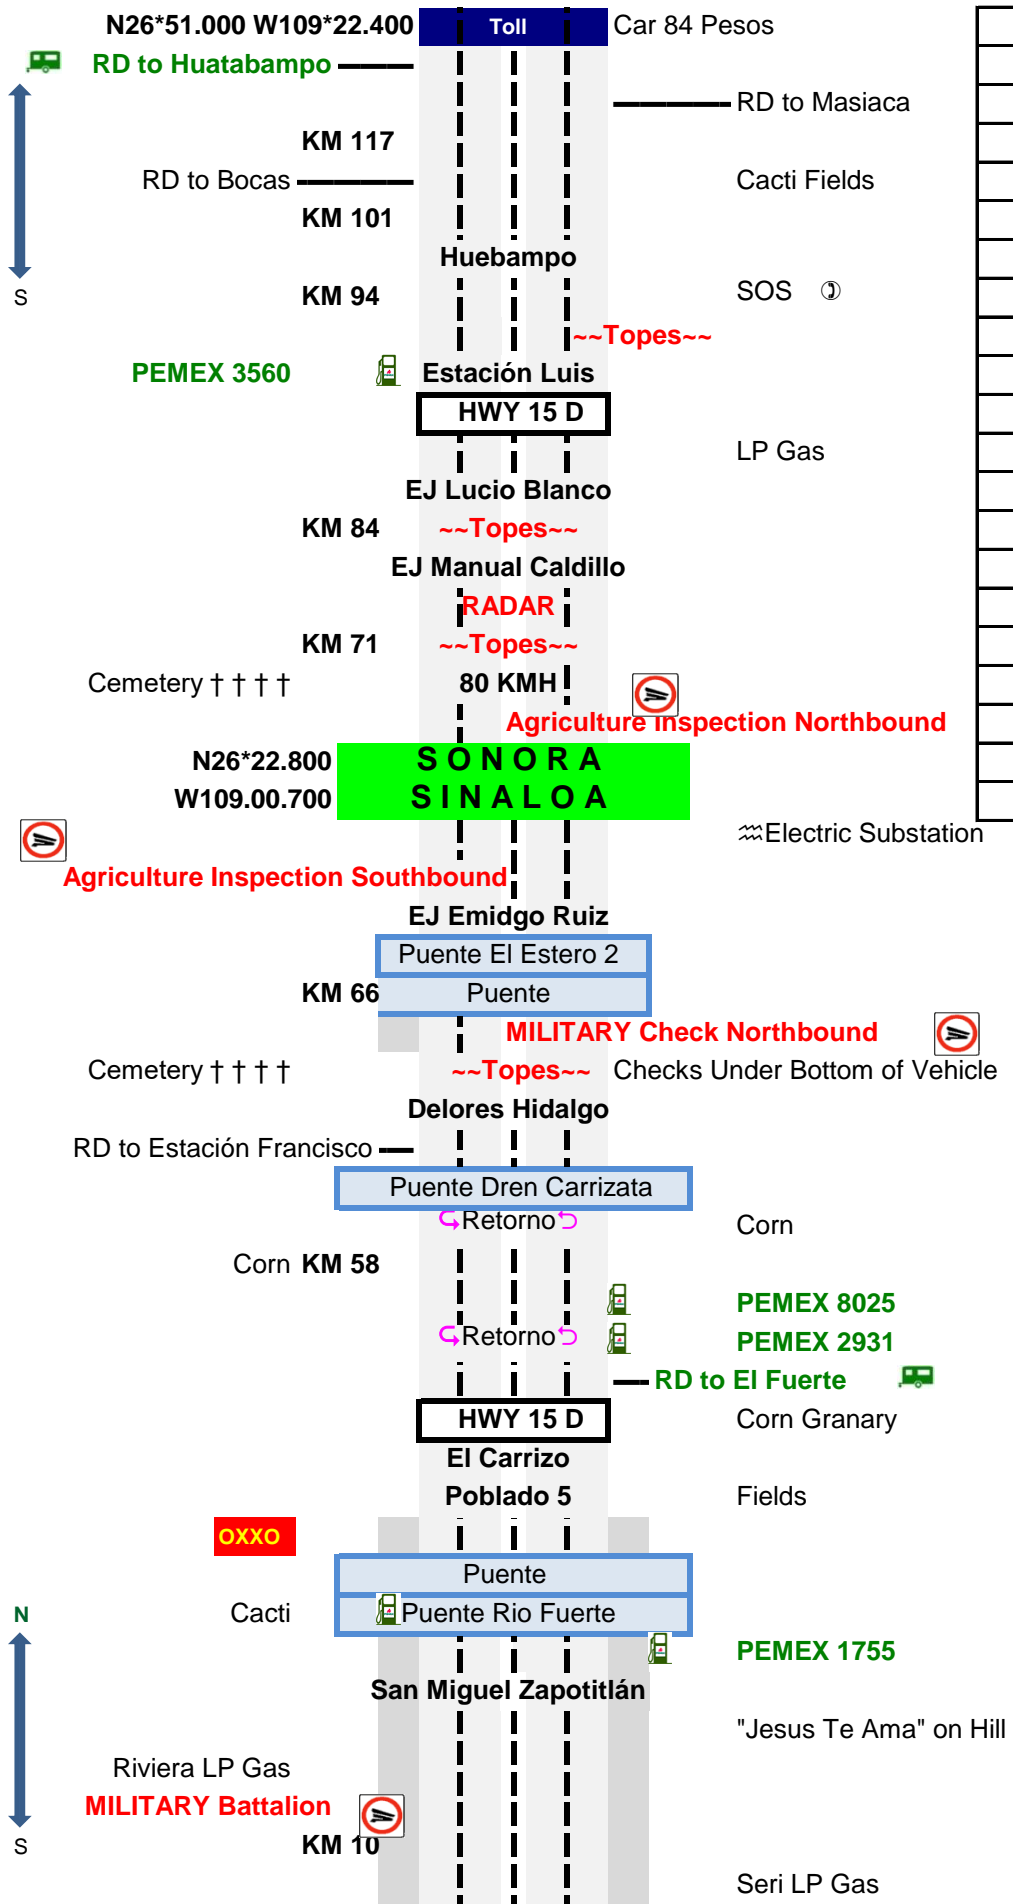 N26*51.000 W109*22.400 Toll Car 84 Pesos
RD to Huatabampo
RD to Masiaca
KM 117
RD to Bocas Cacti Fields
KM 101
Huebampo
S KM 94 SOS
~~Topes~~
PEMEX 3560 Estación Luis
HWY 15 D
LP Gas
EJ Lucio Blanco
KM 84 ~~Topes~~
EJ Manual Caldillo
RADAR
KM 71 ~~Topes~~
Cemetery † † † † 80 KMH
Agriculture Inspection Northbound
N26*22.800 SONORA
W109.00.700 SINALOA
Electric Substation
Agriculture Inspection Southbound
EJ Emidgo Ruiz
Puente El Estero 2
KM 66 Puente
MILITARY Check Northbound
Cemetery † † † † ~~Topes~~ Checks Under Bottom of Vehicle
Delores Hidalgo
RD to Estación Francisco
Puente Dren Carrizata
Retorno Corn
Corn KM 58
PEMEX 8025
Retorno PEMEX 2931
RD to El Fuerte
HWY 15 D Corn Granary
El Carrizo
Poblado 5 Fields
OXXO
Puente
N Cacti Puente Rio Fuerte
PEMEX 1755
San Miguel Zapotitlán
"Jesus Te Ama" on Hill
Riviera LP Gas
MILITARY Battalion
S KM 10
Seri LP Gas